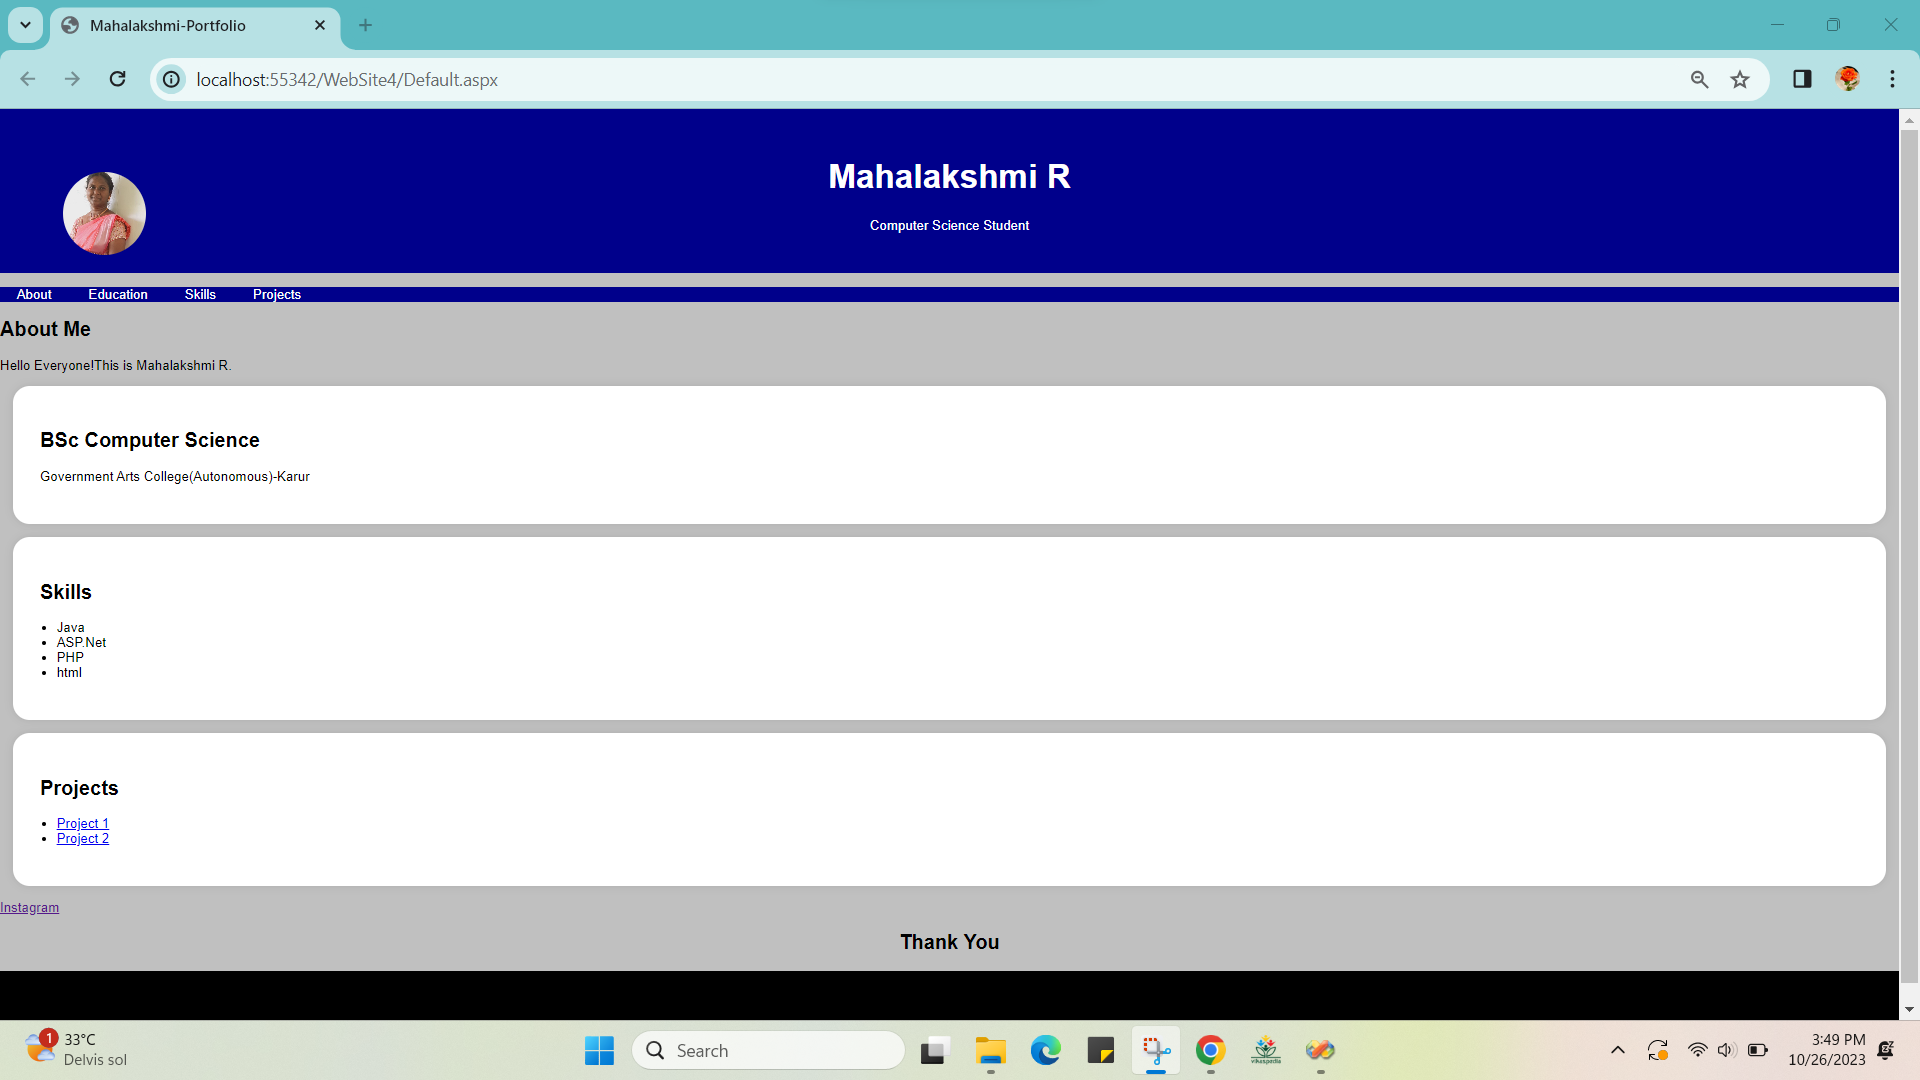 Mahalakshmi-Portfolio
localhost:55342/WebSite4/Default.aspx
Mahalakshmi R
Computer Science Student
About Education Skills Projects
About Me
Hello Everyone!This is Mahalakshmi R.
BSc Computer Science
Government Arts College(Autonomous)-Karur
Skills
Java
ASP.Net
PHP
html
Projects
Project 1
Project 2
Instagram
Thank You
1
33°C
Delvis sol
Search
vikaspedia
3:49 PM
10/26/2023